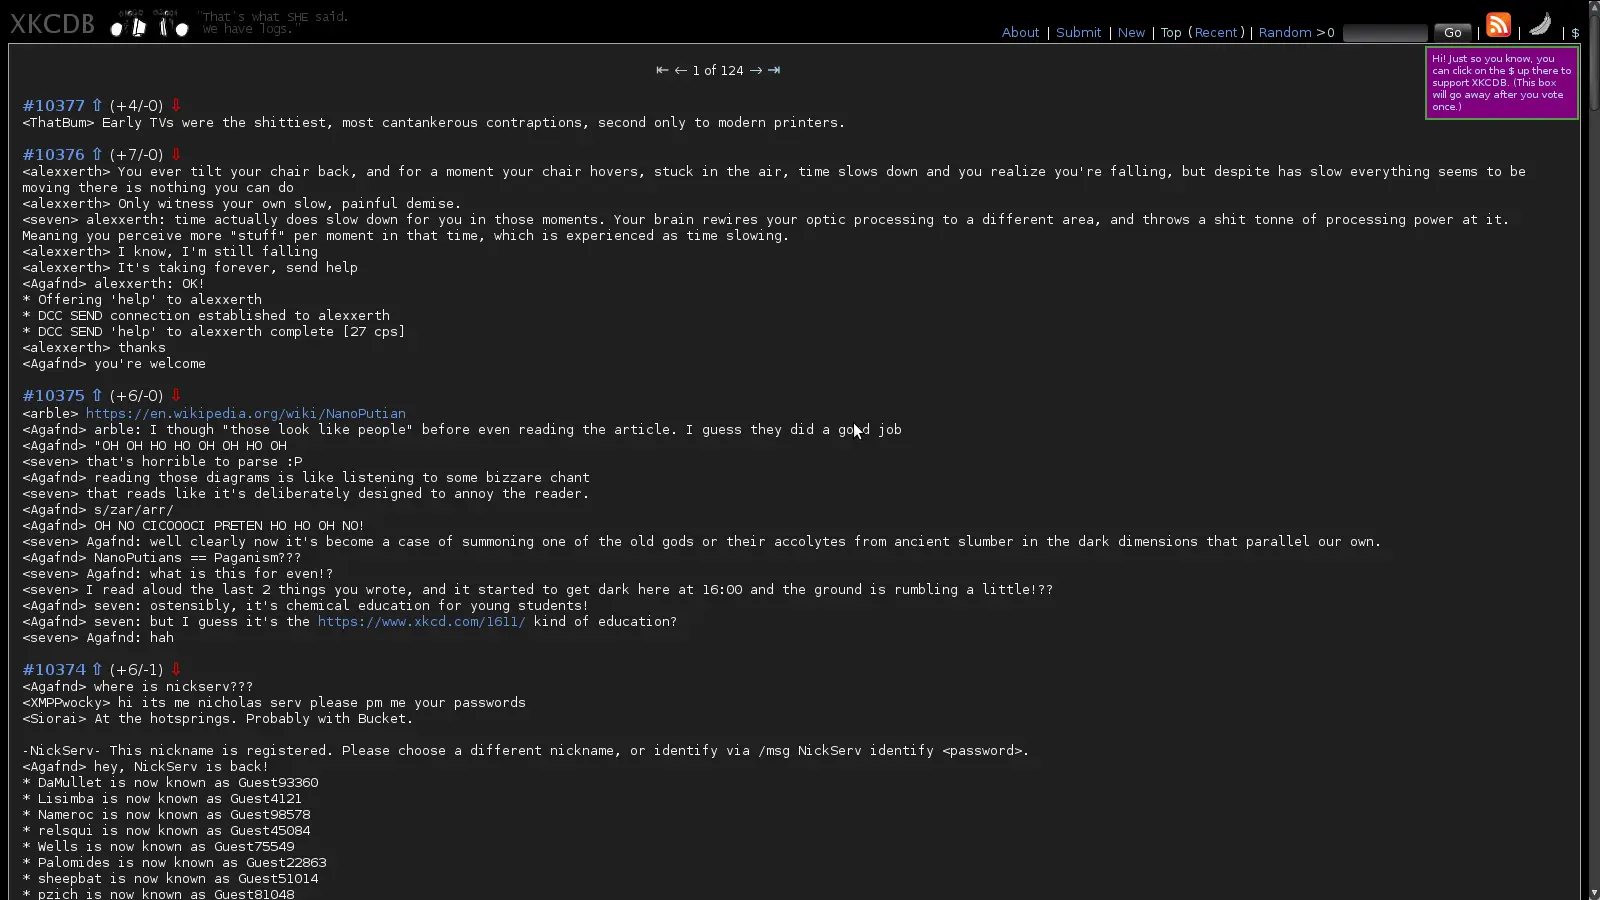 XKCDB
"That's what SHE said.
We have logs."
About | Submit | New | Top (Recent) | Random >0 Go | | | $
Hi! Just so you know, you
can click on the $ up there to
support XKCDB. (This box
will go away after you vote
once.)
⇤ ← 1 of 124 → ⇥
#10377 ⇧ (+4/-0) ⇩
<ThatBum> Early TVs were the shittiest, most cantankerous contraptions, second only to modern printers.
#10376 ⇧ (+7/-0) ⇩
<alexxerth> You ever tilt your chair back, and for a moment your chair hovers, stuck in the air, time slows down and you realize you're falling, but despite has slow everything seems to be
moving there is nothing you can do
<alexxerth> Only witness your own slow, painful demise.
<seven> alexxerth: time actually does slow down for you in those moments. Your brain rewires your optic processing to a different area, and throws a shit tonne of processing power at it.
Meaning you perceive more "stuff" per moment in that time, which is experienced as time slowing.
<alexxerth> I know, I'm still falling
<alexxerth> It's taking forever, send help
<Agafnd> alexxerth: OK!
* Offering 'help' to alexxerth
* DCC SEND connection established to alexxerth
* DCC SEND 'help' to alexxerth complete [27 cps]
<alexxerth> thanks
<Agafnd> you're welcome
#10375 ⇧ (+6/-0) ⇩
<arble> https://en.wikipedia.org/wiki/NanoPutian
<Agafnd> arble: I though "those look like people" before even reading the article. I guess they did a good job
<Agafnd> "OH OH HO HO OH OH HO OH
<seven> that's horrible to parse :P
<Agafnd> reading those diagrams is like listening to some bizzare chant
<seven> that reads like it's deliberately designed to annoy the reader.
<Agafnd> s/zar/arr/
<Agafnd> OH NO CICOOOCI PRETEN HO HO OH NO!
<seven> Agafnd: well clearly now it's become a case of summoning one of the old gods or their accolytes from ancient slumber in the dark dimensions that parallel our own.
<Agafnd> NanoPutians == Paganism???
<seven> Agafnd: what is this for even!?
<seven> I read aloud the last 2 things you wrote, and it started to get dark here at 16:00 and the ground is rumbling a little!??
<Agafnd> seven: ostensibly, it's chemical education for young students!
<Agafnd> seven: but I guess it's the https://www.xkcd.com/1611/ kind of education?
<seven> Agafnd: hah
#10374 ⇧ (+6/-1) ⇩
<Agafnd> where is nickserv???
<XMPPwocky> hi its me nicholas serv please pm me your passwords
<Siorai> At the hotsprings. Probably with Bucket.
-NickServ- This nickname is registered. Please choose a different nickname, or identify via /msg NickServ identify <password>.
<Agafnd> hey, NickServ is back!
* DaMullet is now known as Guest93360
* Lisimba is now known as Guest4121
* Nameroc is now known as Guest98578
* relsqui is now known as Guest45084
* Wells is now known as Guest75549
* Palomides is now known as Guest22863
* sheepbat is now known as Guest51014
* pzich is now known as Guest81048